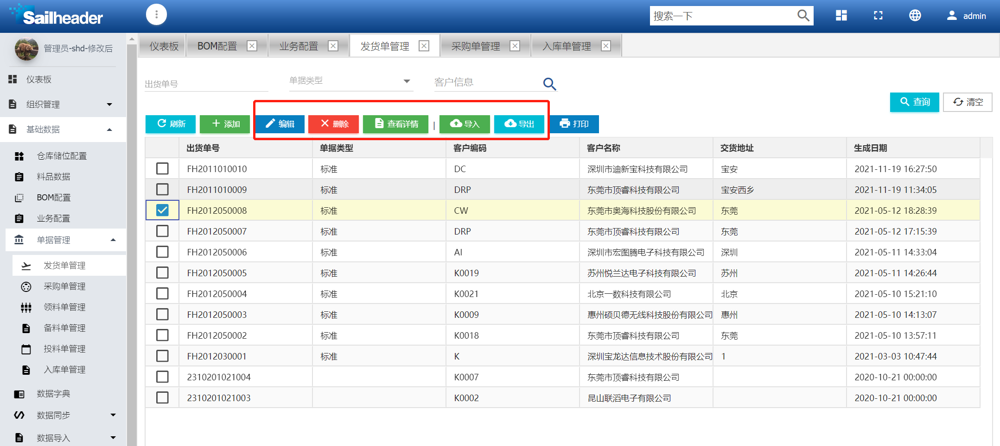 Sailheader
搜索一下
admin
管理员-shd-修改后
仪表板
组织管理
基础数据
仓库储位配置
料品数据
BOM配置
业务配置
单据管理
发货单管理
采购单管理
领料单管理
备料单管理
投料单管理
入库单管理
数据字典
数据同步
数据导入
仪表板 BOM配置 业务配置 发货单管理 采购单管理 入库单管理
出货单号 单据类型 客户信息
查询 清空
刷新 添加 编辑 删除 查看详情 | 导入 导出 打印
出货单号 单据类型 客户编码 客户名称 交货地址 生成日期
FH2011010010 标准 DC 深圳市迪新宝科技有限公司 宝安 2021-11-19 16:27:50
FH2011010009 标准 DRP 东莞市顶睿科技有限公司 宝安西乡 2021-11-19 11:34:05
FH2012050008 标准 CW 东莞市奥海科技股份有限公司 东莞 2021-05-12 18:28:39
FH2012050007 标准 DRP 东莞市顶睿科技有限公司 东莞 2021-05-12 17:15:39
FH2012050006 标准 AI 深圳市宏图腾电子科技有限公司 深圳 2021-05-11 14:33:04
FH2012050005 标准 K0019 苏州悦兰达电子科技有限公司 苏州 2021-05-11 14:26:44
FH2012050004 标准 K0021 北京一数科技有限公司 北京 2021-05-10 15:21:10
FH2012050003 标准 K0009 惠州硕贝德无线科技股份有限公司 惠州 2021-05-10 14:13:07
FH2012050002 标准 K0018 东莞市顶睿科技有限公司 东莞 2021-05-10 13:57:11
FH2012030001 标准 K 深圳宝龙达信息技术股份有限公司 1 2021-03-03 10:47:44
2310201021004 K0007 东莞市顶睿科技有限公司 2020-10-21 00:00:00
2310201021003 K0002 昆山联滔电子有限公司 2020-10-21 00:00:00